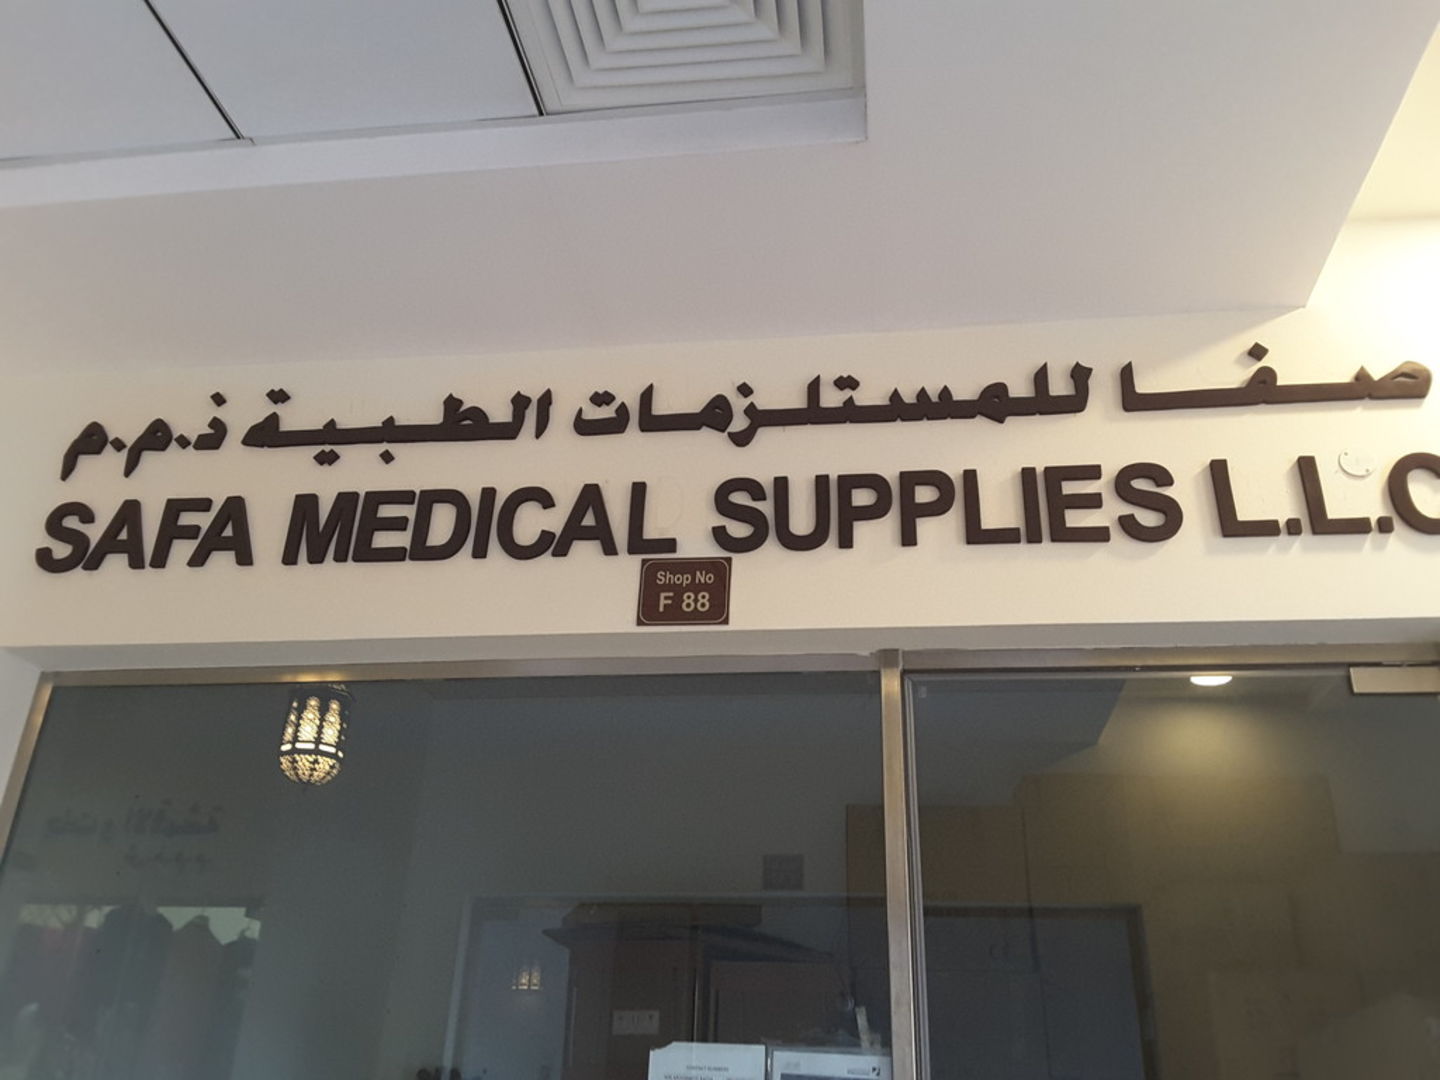 صفا للمستلزمات الطبية ذ.م.م
SAFA MEDICAL SUPPLIES L.L.C
Shop No
F 88